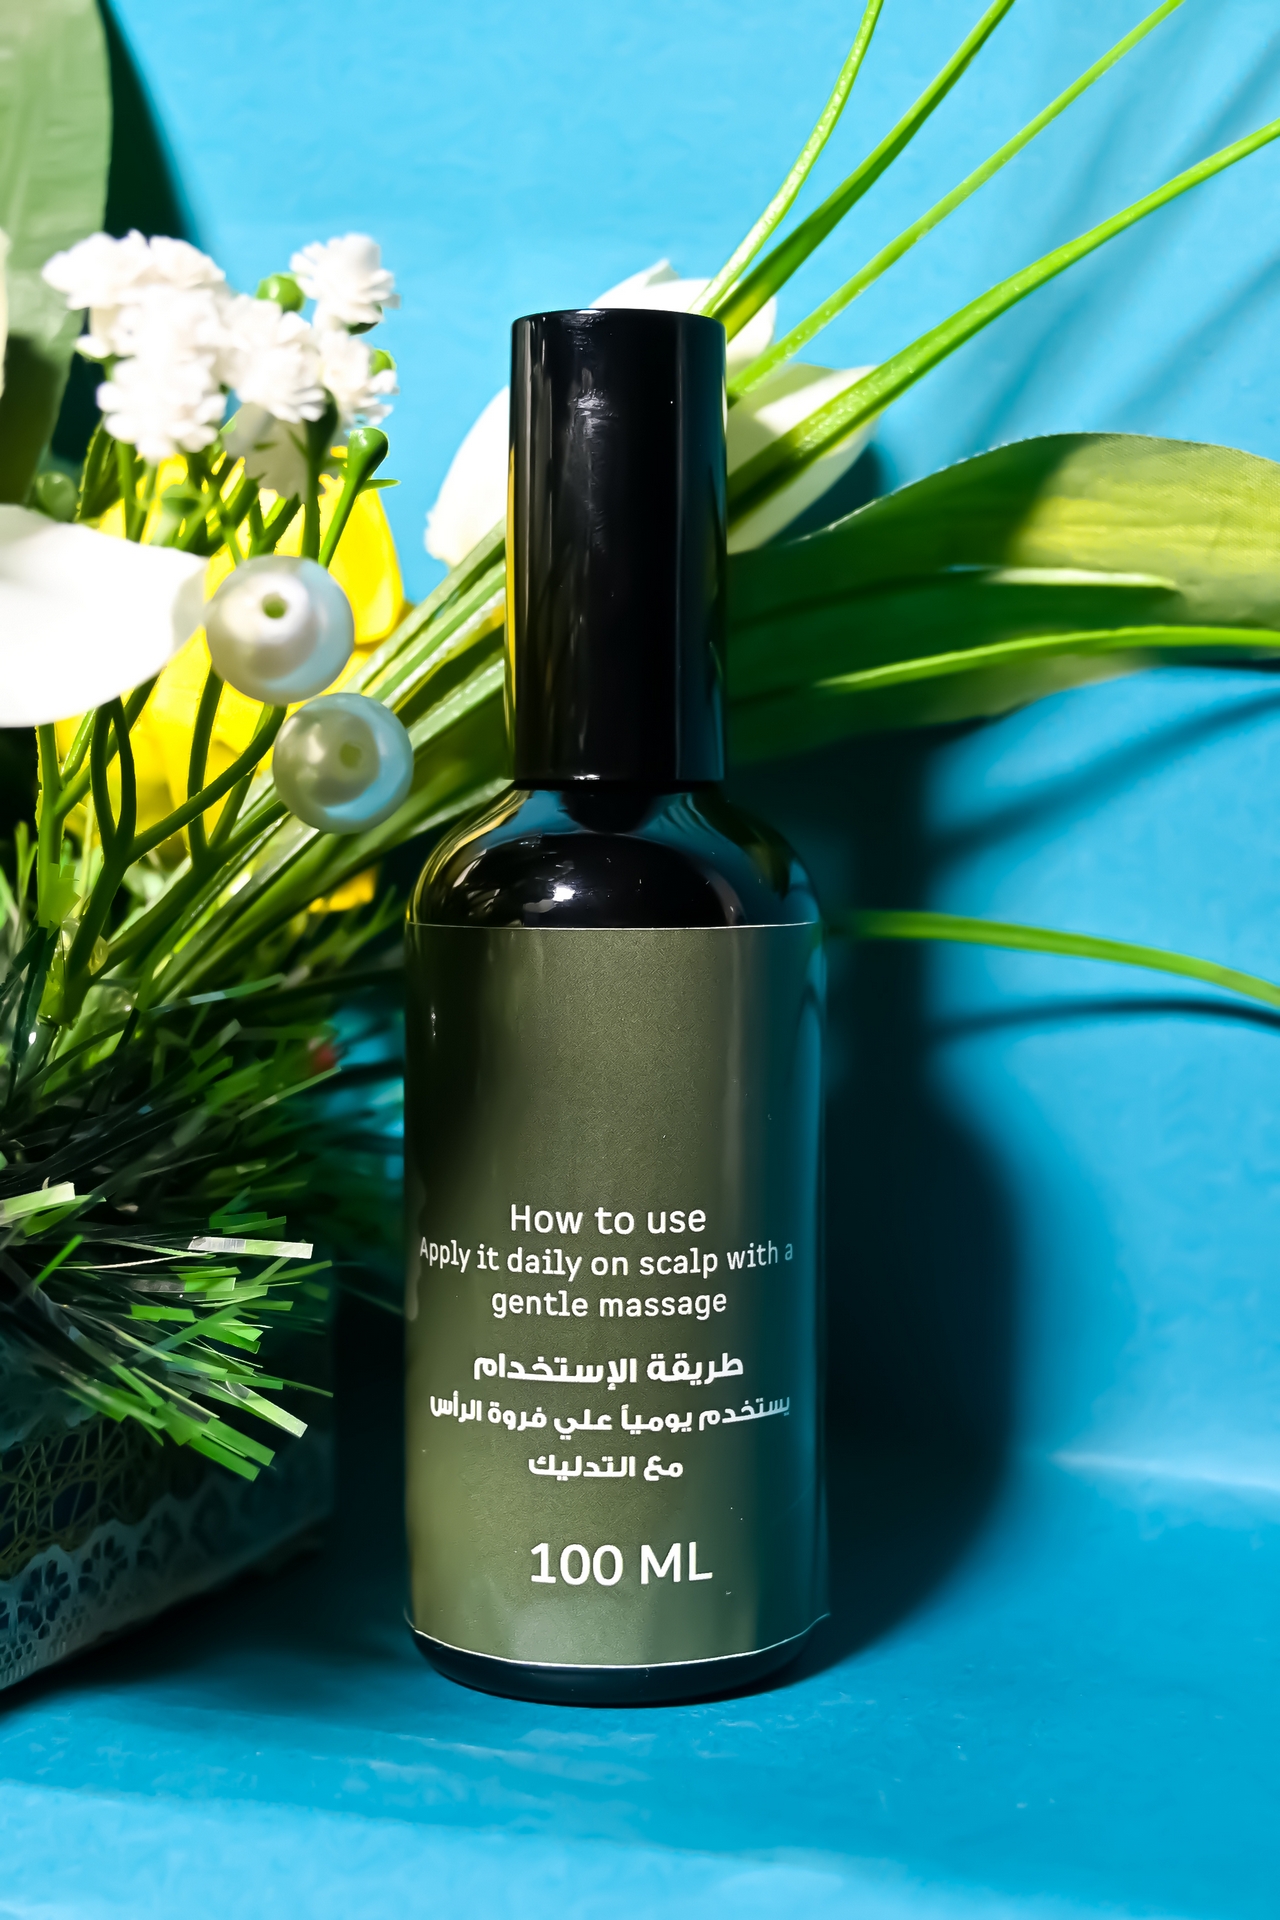 How to use
Apply it daily on scalp with a
gentle massage
طريقة الإستخدام
يستخدم يومياً علي فروة الرأس
مع التدليك
100 ML